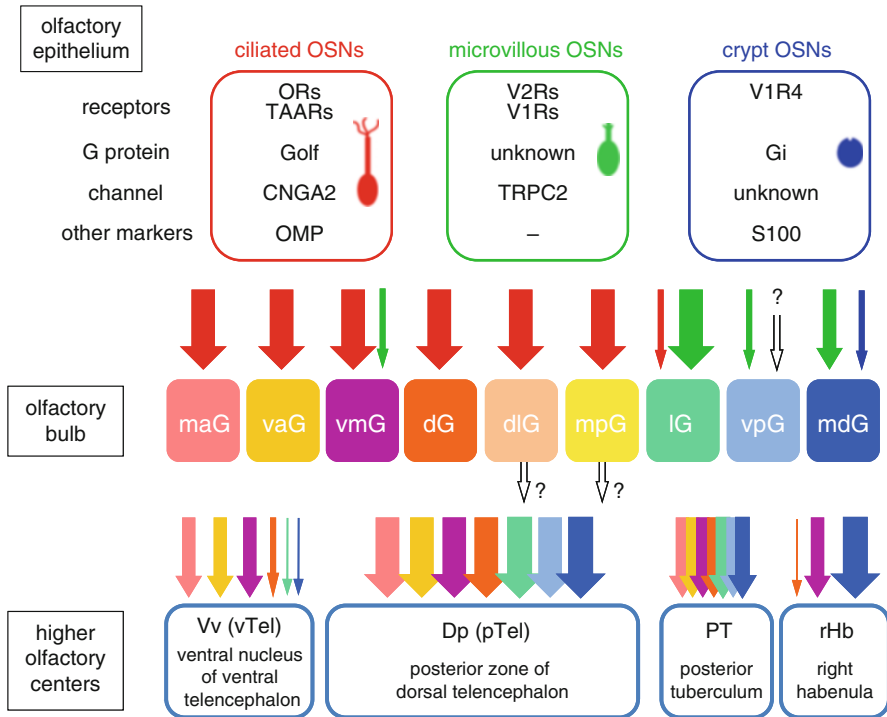 olfactory
epithelium
ciliated OSNs
microvillous OSNs
crypt OSNs
receptors
ORs
TAARs
V2Rs
V1Rs
V1R4
G protein
Golf
unknown
Gi
channel
CNGA2
TRPC2
unknown
other markers
OMP
–
S100
?
olfactory
bulb
maG
vaG
vmG
dG
dlG
mpG
lG
vpG
mdG
?
?
higher
olfactory
centers
Vv (vTel)
ventral nucleus
of ventral
telencephalon
Dp (pTel)
posterior zone of
dorsal telencephalon
PT
posterior
tuberculum
rHb
right
habenula